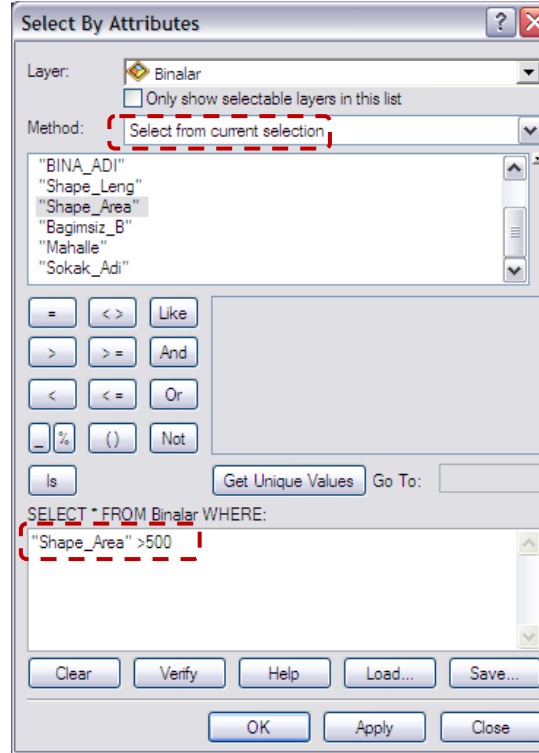 Select By Attributes
Layer: Binalar
Only show selectable layers in this list
Method: Select from current selection
"BINA_ADI"
"Shape_Leng"
"Shape_Area"
"Bagimsiz_B"
"Mahalle"
"Sokak_Adi"
= < > Like
> > = And
< < = Or
_ % () Not
Is Get Unique Values Go To:
SELECT * FROM Binalar WHERE:
"Shape_Area" >500
Clear Verify Help Load... Save...
OK Apply Close